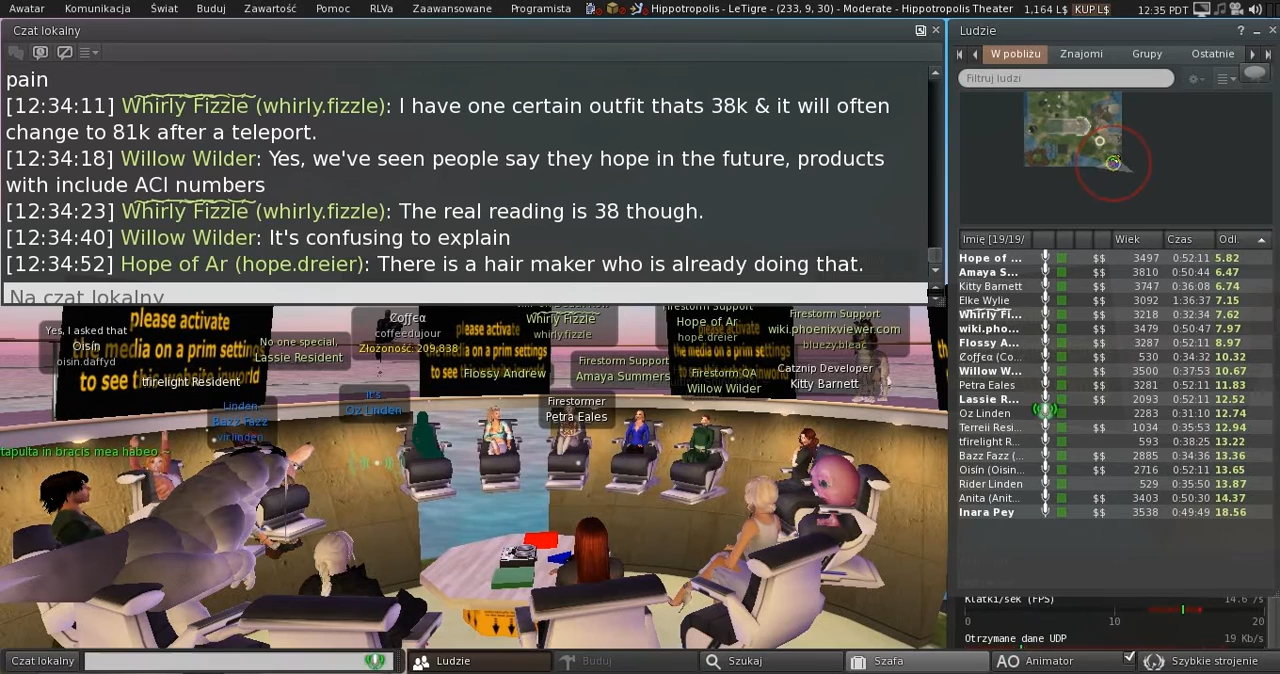 Awatar Komunikacja Świat Buduj Zawartość Pomoc RLVa Zaawansowane Programista Hippotropolis - LeTigre - (233, 9, 30) - Moderate - Hippotropolis Theater 1,164 L$ KUP L$ 12:35 PDT
Czat lokalny
pain
[12:34:11] Whirly Fizzle (whirly.fizzle): I have one certain outfit thats 38k & it will often
change to 81k after a teleport.
[12:34:18] Willow Wilder: Yes, we've seen people say they hope in the future, products
with include ACI numbers
[12:34:23] Whirly Fizzle (whirly.fizzle): The real reading is 38 though.
[12:34:40] Willow Wilder: It's confusing to explain
[12:34:52] Hope of Ar (hope.dreier): There is a hair maker who is already doing that.
Na czat lokalny
Ludzie
W pobliżu Znajomi Grupy Ostatnie
Filtruj ludzi
Imię [19/19/ Wiek Czas Odl.
Hope of ... $$ 3497 0:52:11 5.82
Amaya S... $$ 3810 0:50:44 6.47
Kitty Barnett $$ 3747 0:36:08 6.74
Elke Wylie $$ 3092 1:36:37 7.15
Whirly Fi... $$ 3218 0:32:34 7.62
wiki.pho... $$ 3479 0:50:47 7.97
Flossy A... $$ 3287 0:52:11 8.97
Coffee (Co... $$ 530 0:34:32 10.32
Willow W... $$ 3500 0:37:53 10.67
Petra Eales $$ 3281 0:52:11 11.83
Lassie R... $$ 2093 0:52:11 12.52
Oz Linden 2283 0:31:10 12.74
Terreii Resi... $$ 1034 0:35:53 12.94
tfirelight R... 593 0:38:25 13.22
Bazz Fazz (... $$ 2885 0:34:36 13.36
Oisín (Oisin... $$ 2716 0:52:11 13.65
Rider Linden 529 0:35:50 13.87
Anita (Anit... $$ 3403 0:50:30 14.37
Inara Pey 3538 0:49:49 18.56
Klatki/sek (FPS) 14.6 /s
0 10 20
Otrzymane dane UDP 19 Kb/s
please activate
the media on a prim settings
to see
Yes, I asked that
Oisín
oisin.daffyd
No one special,
Lassie Resident
tfirelight Resident
Coffee
coffeedujour
Złożoność: 209,838
please activate
media on a prim settin
Whirly Fizzle
whirly.fizzle
Flossy Andrew
Firestorm Support
Amaya Summers
Firestorm Support
Hope of Ar
hope.dreier
Firestorm Support
wiki.phoenixviewer.com
bluezy.bleac
Firestorm QA
Willow Wilder
Catznip Developer
Kitty Barnett
Firestormer
Petra Eales
It's
Oz Linden
Linden
Bazz Fazz
vir.linden
tapulta in bracis mea habeo
Czat lokalny Ludzie Buduj Szukaj Szafa AO Animator Szybkie strojenie